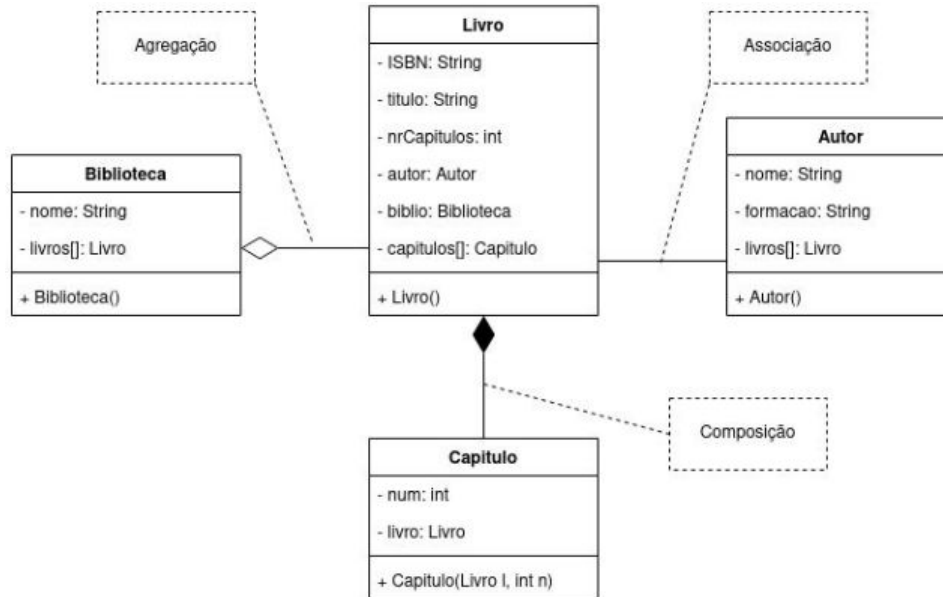 Agregação
Livro
- ISBN: String
- titulo: String
- nrCapitulos: int
- autor: Autor
- biblio: Biblioteca
- capitulos[]: Capitulo
+ Livro()
Associação
Biblioteca
- nome: String
- livros[]: Livro
+ Biblioteca()
Autor
- nome: String
- formacao: String
- livros[]: Livro
+ Autor()
Composição
Capitulo
- num: int
- livro: Livro
+ Capitulo(Livro l, int n)